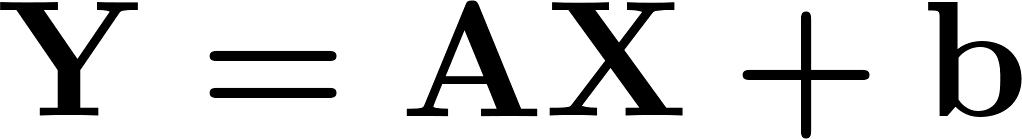 Y = AX + b